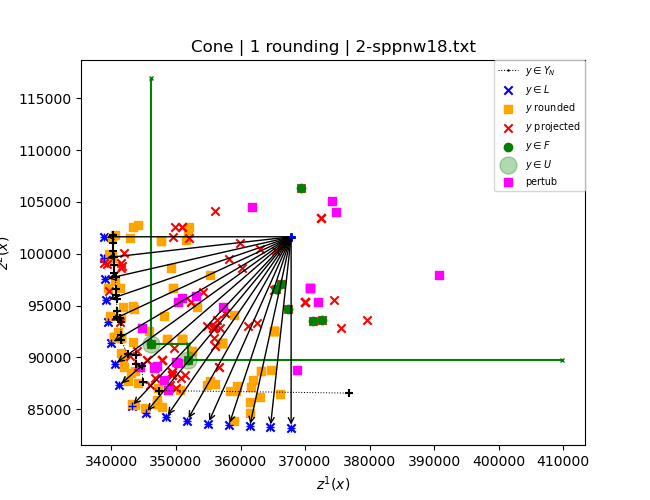 Cone | 1 rounding | 2-sppnw18.txt
y ∈ Y_N
y ∈ L
y rounded
y projected
y ∈ F
y ∈ U
pertub
115000
110000
105000
100000
95000
90000
85000
z²(x)
340000 350000 360000 370000 380000 390000 400000 410000
z¹(x)